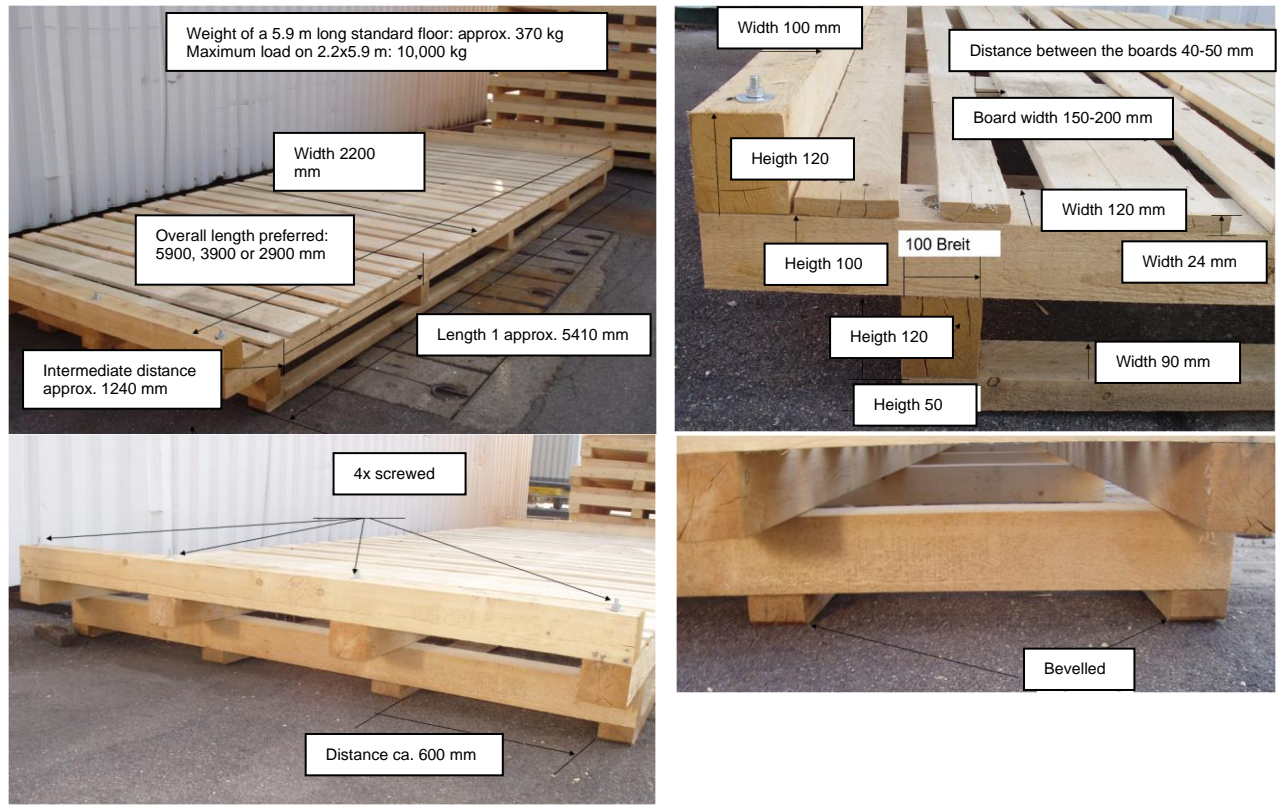 Weight of a 5.9 m long standard floor: approx. 370 kg
Maximum load on 2.2x5.9 m: 10,000 kg
Width 2200
mm
Overall length preferred:
5900, 3900 or 2900 mm
Length 1 approx. 5410 mm
Intermediate distance
approx. 1240 mm
Width 100 mm
Distance between the boards 40-50 mm
Board width 150-200 mm
Heigth 120
Width 120 mm
100 Breit
Heigth 100
Width 24 mm
Heigth 120
Width 90 mm
Heigth 50
4x screwed
Distance ca. 600 mm
Bevelled